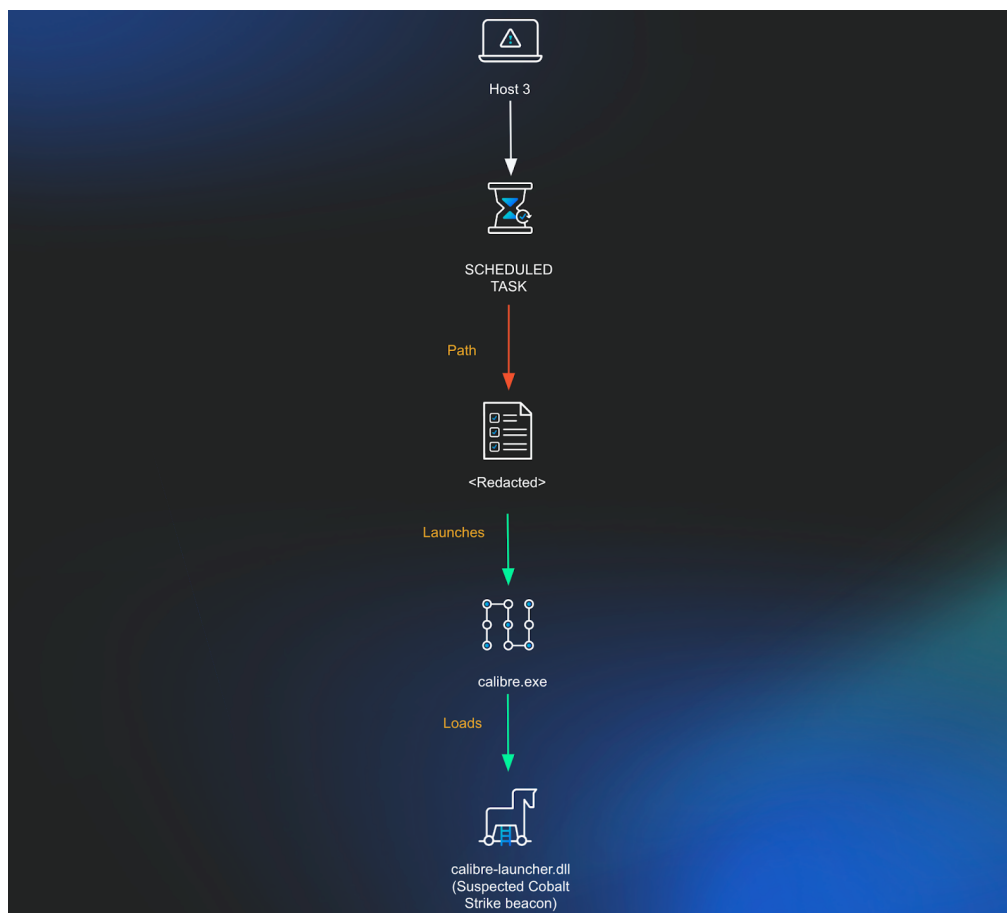 Host 3
SCHEDULED
TASK
Path
<Redacted>
Launches
calibre.exe
Loads
calibre-launcher.dll
(Suspected Cobalt
Strike beacon)